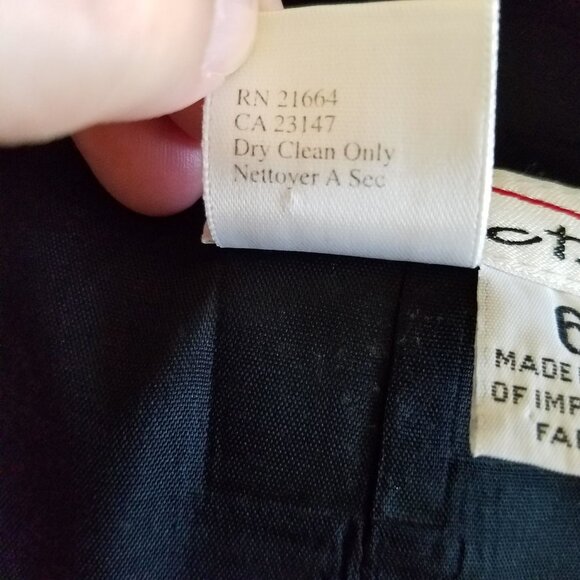 RN 21664
CA 23147
Dry Clean Only
Nettoyer A Sec
6
MADE
OF IMP
FA